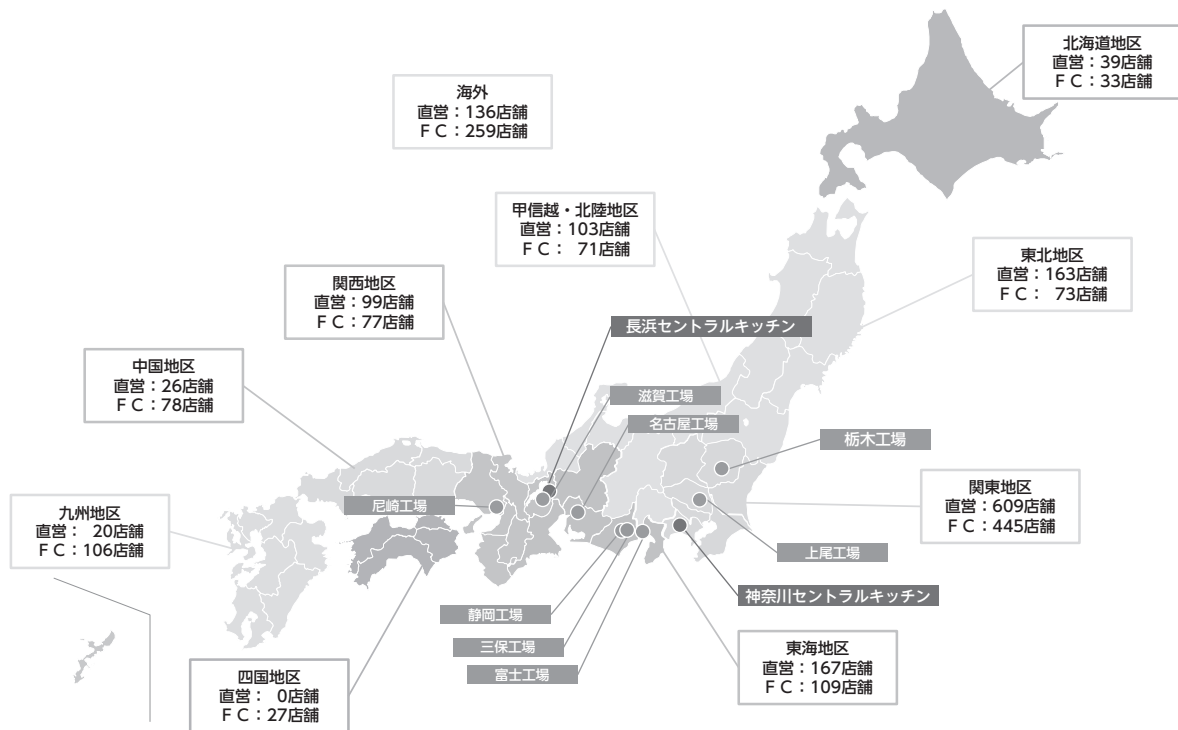 北海道地区
直営：39店舗
ＦＣ：33店舗
海外
直営：136店舗
ＦＣ：259店舗
甲信越・北陸地区
直営：103店舗
ＦＣ： 71店舗
東北地区
直営：163店舗
ＦＣ： 73店舗
関西地区
直営：99店舗
ＦＣ：77店舗
長浜セントラルキッチン
中国地区
直営：26店舗
ＦＣ：78店舗
滋賀工場
名古屋工場
栃木工場
関東地区
直営：609店舗
ＦＣ：445店舗
尼崎工場
九州地区
直営： 20店舗
ＦＣ：106店舗
上尾工場
神奈川セントラルキッチン
静岡工場
三保工場
富士工場
東海地区
直営：167店舗
ＦＣ：109店舗
四国地区
直営： 0店舗
ＦＣ：27店舗